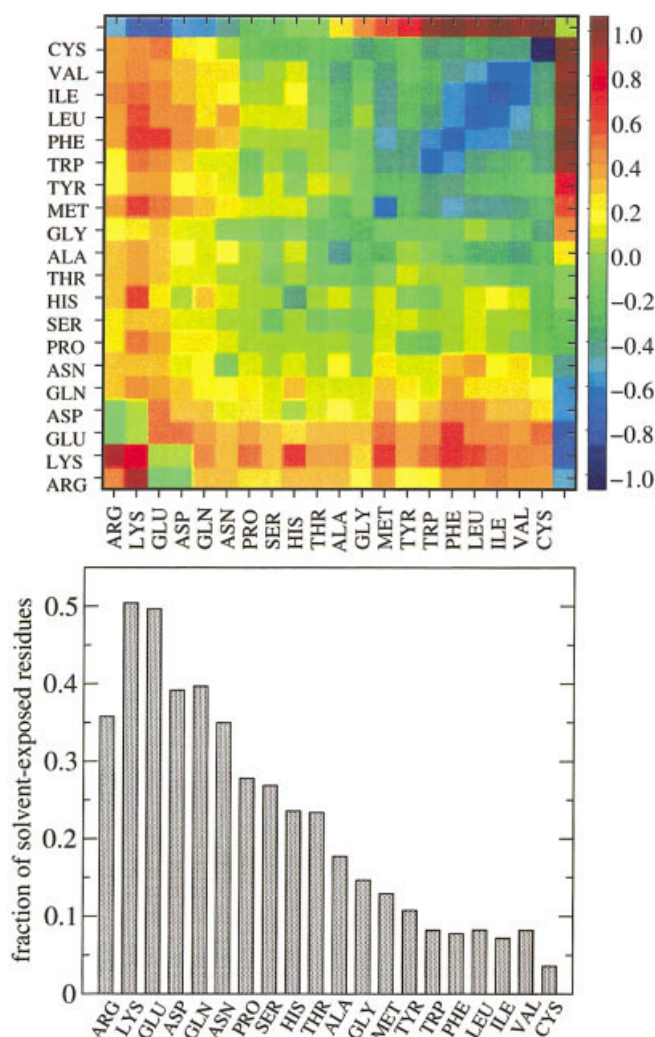 CYS
VAL
ILE
LEU
PHE
TRP
TYR
MET
GLY
ALA
THR
HIS
SER
PRO
ASN
GLN
ASP
GLU
LYS
ARG
1.0
0.8
0.6
0.4
0.2
0.0
−0.2
−0.4
−0.6
−0.8
−1.0
ARG LYS GLU ASP GLN ASN PRO SER HIS THR ALA GLY MET TYR TRP PHE LEU ILE VAL CYS
fraction of solvent-exposed residues
0.5
0.4
0.3
0.2
0.1
0
ARG LYS GLU ASP GLN ASN PRO SER HIS THR ALA GLY MET TYR TRP PHE LEU ILE VAL CYS